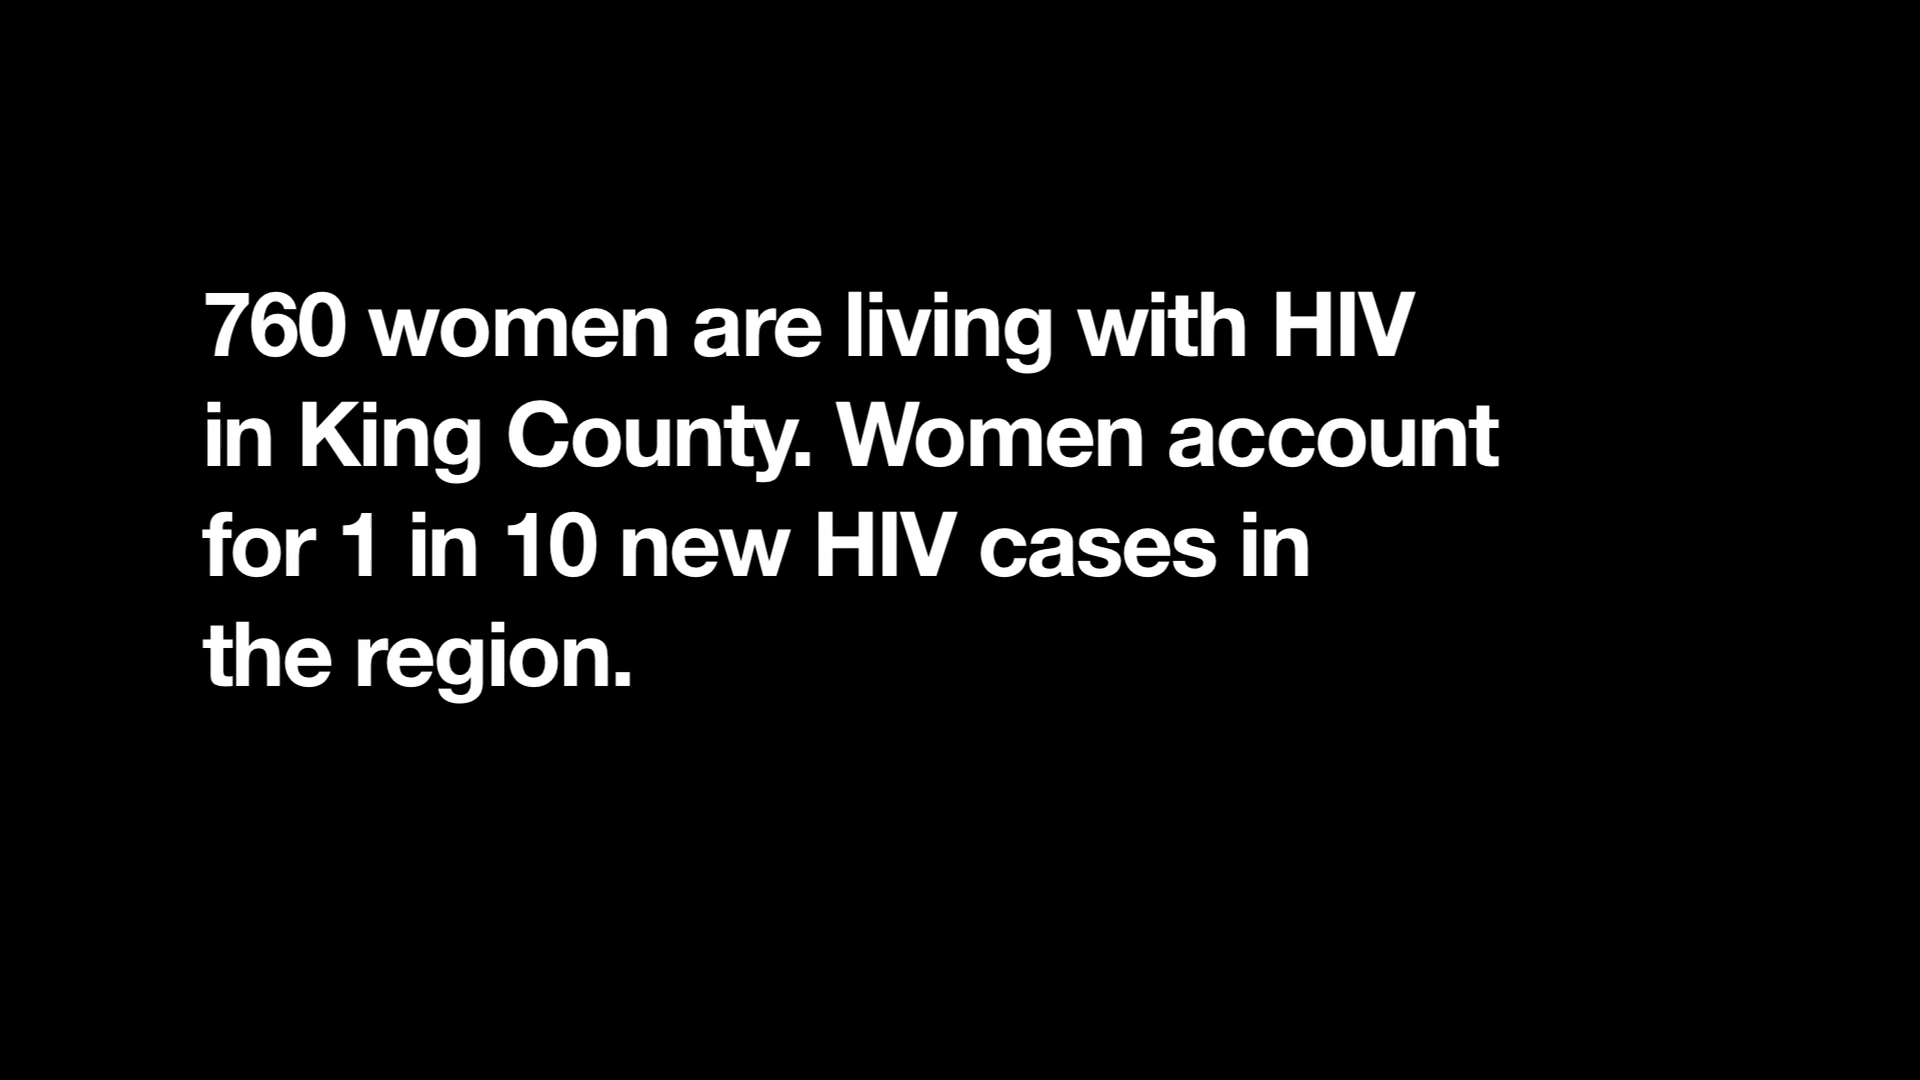 760 women are living with HIV
in King County. Women account
for 1 in 10 new HIV cases in
the region.